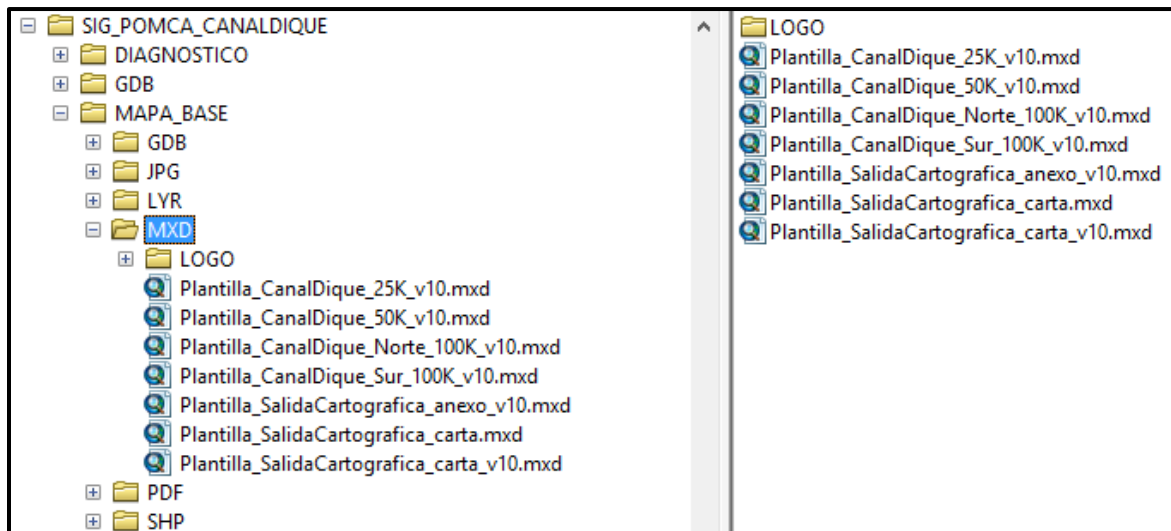 SIG_POMCA_CANALDIQUE
DIAGNOSTICO
GDB
MAPA_BASE
GDB
JPG
LYR
MXD
LOGO
Plantilla_CanalDique_25K_v10.mxd
Plantilla_CanalDique_50K_v10.mxd
Plantilla_CanalDique_Norte_100K_v10.mxd
Plantilla_CanalDique_Sur_100K_v10.mxd
Plantilla_SalidaCartografica_anexo_v10.mxd
Plantilla_SalidaCartografica_carta.mxd
Plantilla_SalidaCartografica_carta_v10.mxd
PDF
SHP
LOGO
Plantilla_CanalDique_25K_v10.mxd
Plantilla_CanalDique_50K_v10.mxd
Plantilla_CanalDique_Norte_100K_v10.mxd
Plantilla_CanalDique_Sur_100K_v10.mxd
Plantilla_SalidaCartografica_anexo_v10.mxd
Plantilla_SalidaCartografica_carta.mxd
Plantilla_SalidaCartografica_carta_v10.mxd